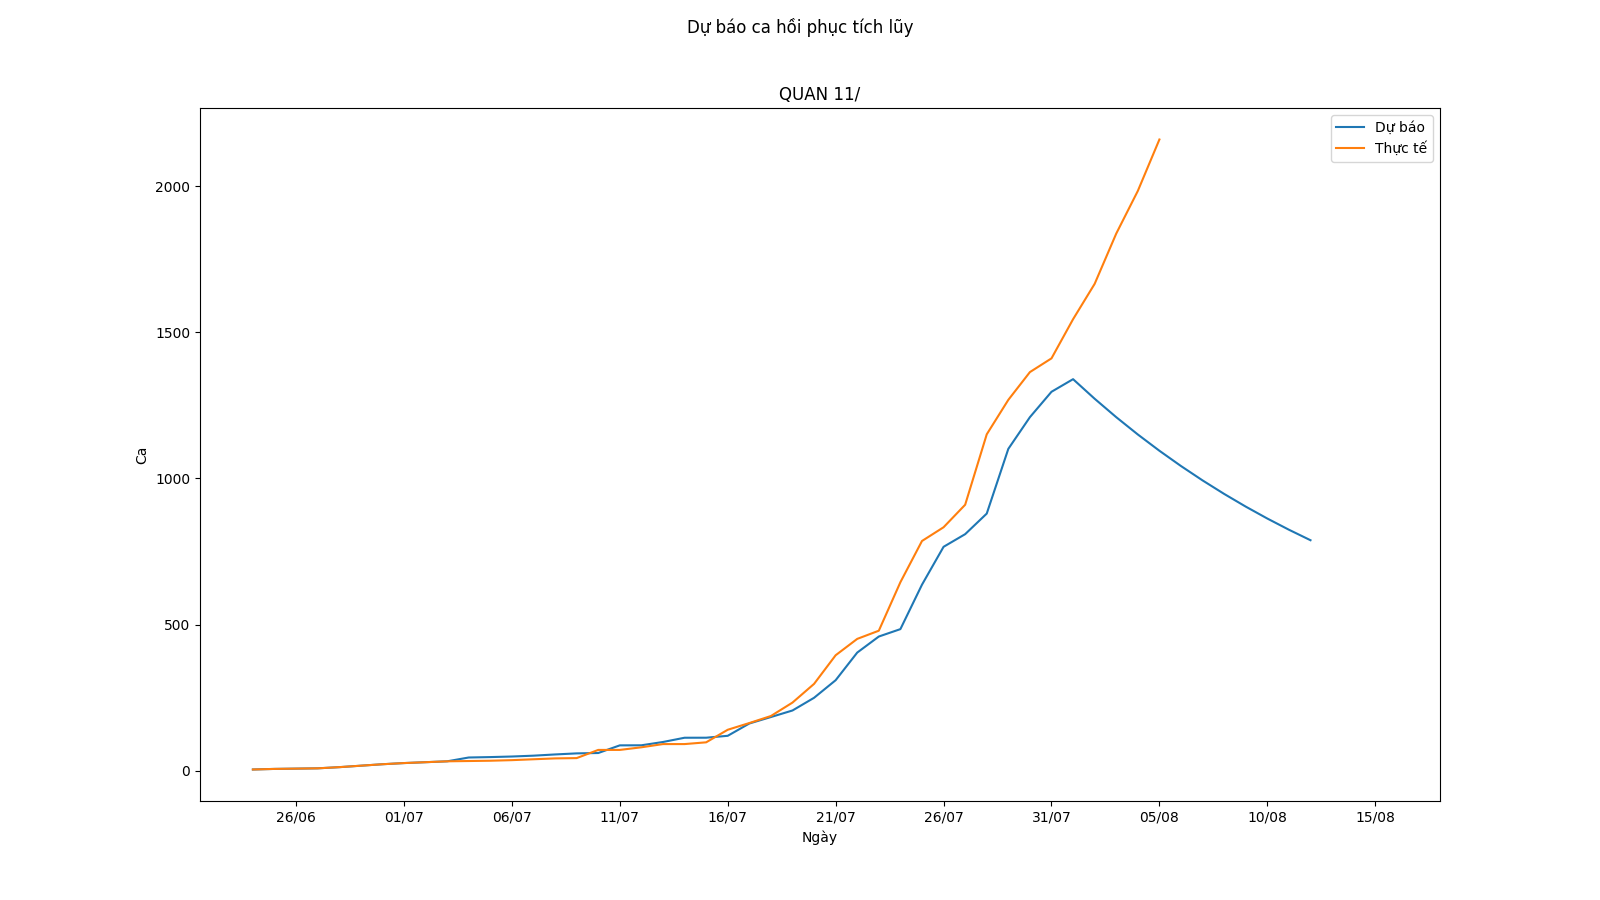 Dự báo ca hồi phục tích lũy
QUAN 11/
Dự báo
Thực tế
2000
1500
1000
500
0
Ca
26/06 01/07 06/07 11/07 16/07 21/07 26/07 31/07 05/08 10/08 15/08
Ngày